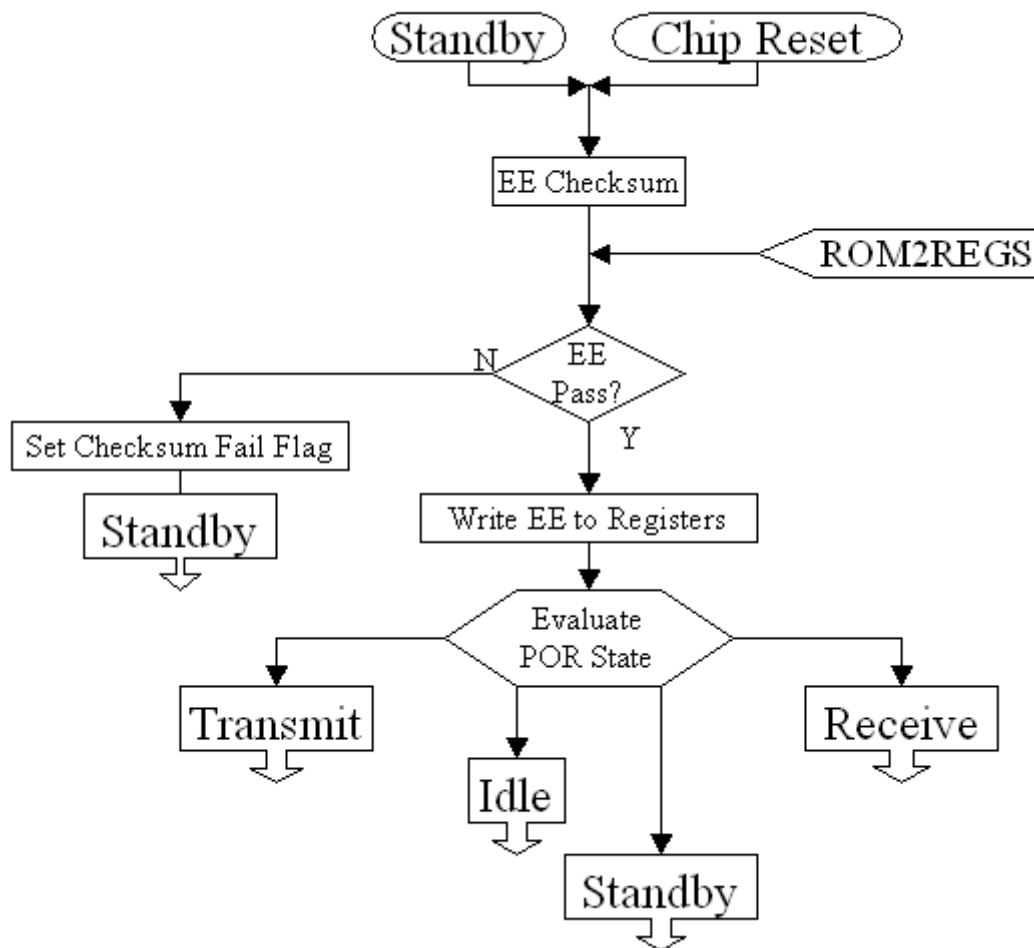 Standby
Chip Reset
EE Checksum
ROM2REGS
N
EE
Pass?
Y
Set Checksum Fail Flag
Standby
Write EE to Registers
Evaluate
POR State
Transmit
Receive
Idle
Standby